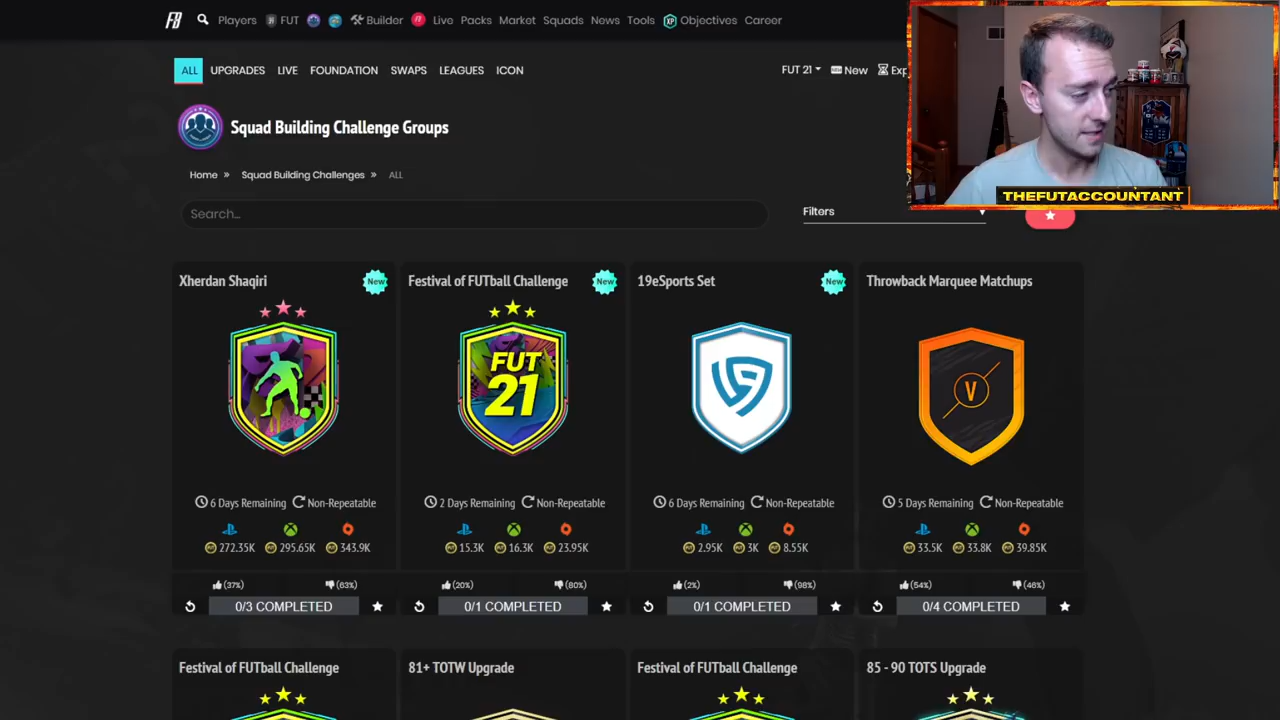 FB Players FUT Builder Live Packs Market Squads News Tools XP Objectives Career
ALL UPGRADES LIVE FOUNDATION SWAPS LEAGUES ICON FUT 21 NEW New Exp
Squad Building Challenge Groups
Home » Squad Building Challenges » ALL
THEFUTACCOUNTANT
Search... Filters
Xherdan Shaqiri New Festival of FUTball Challenge New 19eSports Set New Throwback Marquee Matchups
FUT
21
V
6 Days Remaining Non-Repeatable 2 Days Remaining Non-Repeatable 6 Days Remaining Non-Repeatable 5 Days Remaining Non-Repeatable
272.35K 295.65K 343.9K 15.3K 16.3K 23.95K 2.95K 3K 8.55K 33.5K 33.8K 39.85K
(37%) (63%) (20%) (80%) (2%) (98%) (54%) (46%)
0/3 COMPLETED 0/1 COMPLETED 0/1 COMPLETED 0/4 COMPLETED
Festival of FUTball Challenge 81+ TOTW Upgrade Festival of FUTball Challenge 85 - 90 TOTS Upgrade